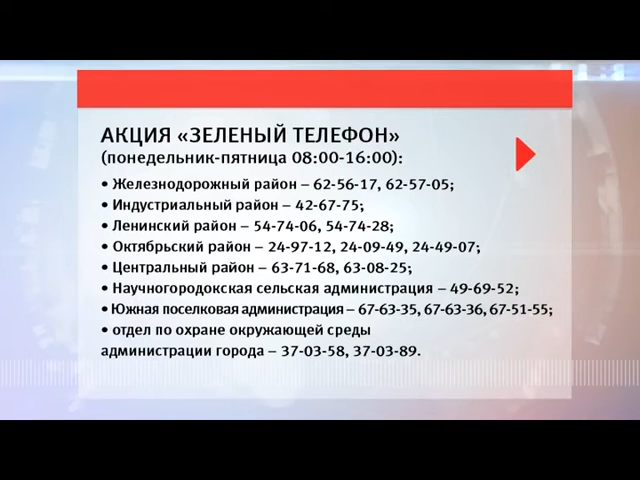 АКЦИЯ «ЗЕЛЕНЫЙ ТЕЛЕФОН»
(понедельник-пятница 08:00-16:00):
• Железнодорожный район – 62-56-17, 62-57-05;
• Индустриальный район – 42-67-75;
• Ленинский район – 54-74-06, 54-74-28;
• Октябрьский район – 24-97-12, 24-09-49, 24-49-07;
• Центральный район – 63-71-68, 63-08-25;
• Научногородокская сельская администрация – 49-69-52;
• Южная поселковая администрация – 67-63-35, 67-63-36, 67-51-55;
• отдел по охране окружающей среды
администрации города – 37-03-58, 37-03-89.